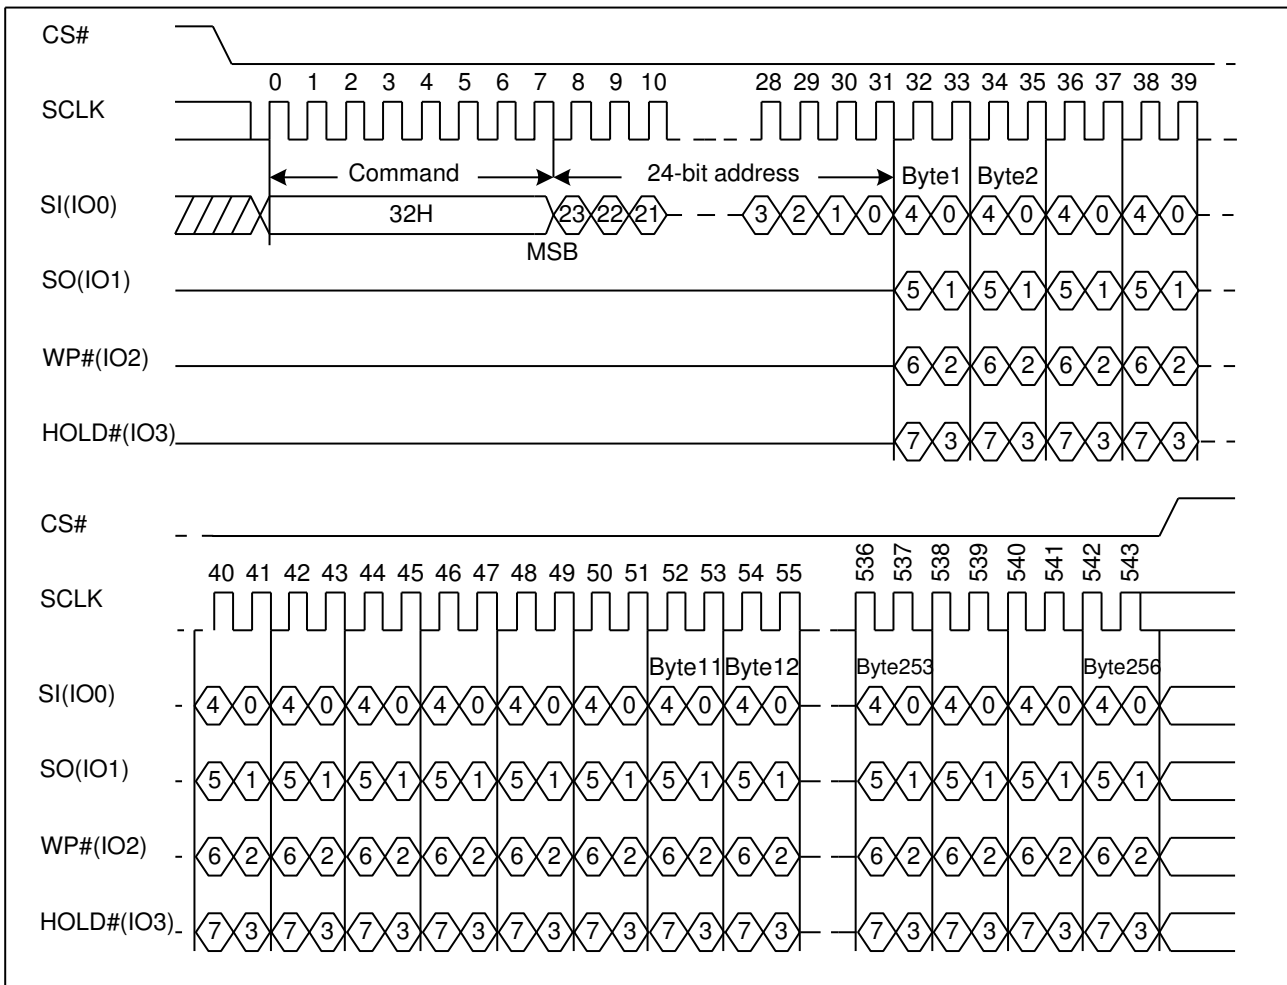 CS#
0 1 2 3 4 5 6 7 8 9 10 28 29 30 31 32 33 34 35 36 37 38 39
SCLK
Command 24-bit address Byte1 Byte2
SI(IO0) 32H 23 22 21 3 2 1 0 4 0 4 0 4 0 4 0
MSB
SO(IO1) 5 1 5 1 5 1 5 1
WP#(IO2) 6 2 6 2 6 2 6 2
HOLD#(IO3) 7 3 7 3 7 3 7 3
CS#
40 41 42 43 44 45 46 47 48 49 50 51 52 53 54 55 536 537 538 539 540 541 542 543
SCLK
Byte11 Byte12 Byte253 Byte256
SI(IO0) 4 0 4 0 4 0 4 0 4 0 4 0 4 0 4 0 4 0 4 0 4 0 4 0
SO(IO1) 5 1 5 1 5 1 5 1 5 1 5 1 5 1 5 1 5 1 5 1 5 1 5 1
WP#(IO2) 6 2 6 2 6 2 6 2 6 2 6 2 6 2 6 2 6 2 6 2 6 2 6 2
HOLD#(IO3) 7 3 7 3 7 3 7 3 7 3 7 3 7 3 7 3 7 3 7 3 7 3 7 3